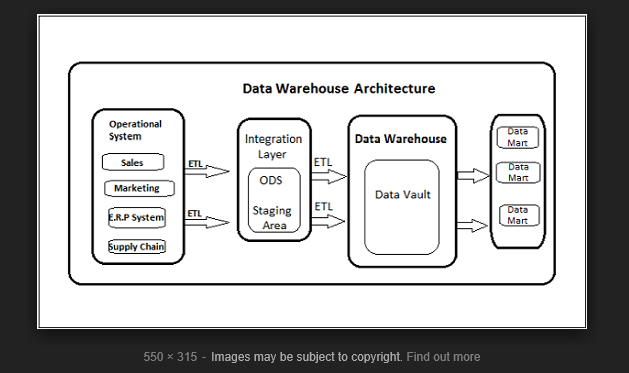 Data Warehouse Architecture
Operational
System
Sales
Marketing
E.R.P System
Supply Chain
ETL
ETL
Integration
Layer
ODS
Staging
Area
ETL
ETL
Data Warehouse
Data Vault
Data
Mart
Data
Mart
Data
Mart
550 × 315 - Images may be subject to copyright. Find out more